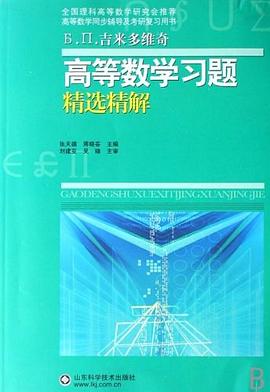 全国理科高等数学研究会推荐
高等数学同步辅导及考研复习用书
Б.П.吉米多维奇
高等数学习题
精选精解
张天德 蒋晓芸 主编
刘建亚 吴臻 主审
GAODENGSHUXUEXITIJINGXUANJINGJIE
山东科学技术出版社
www.lkj.com.cn